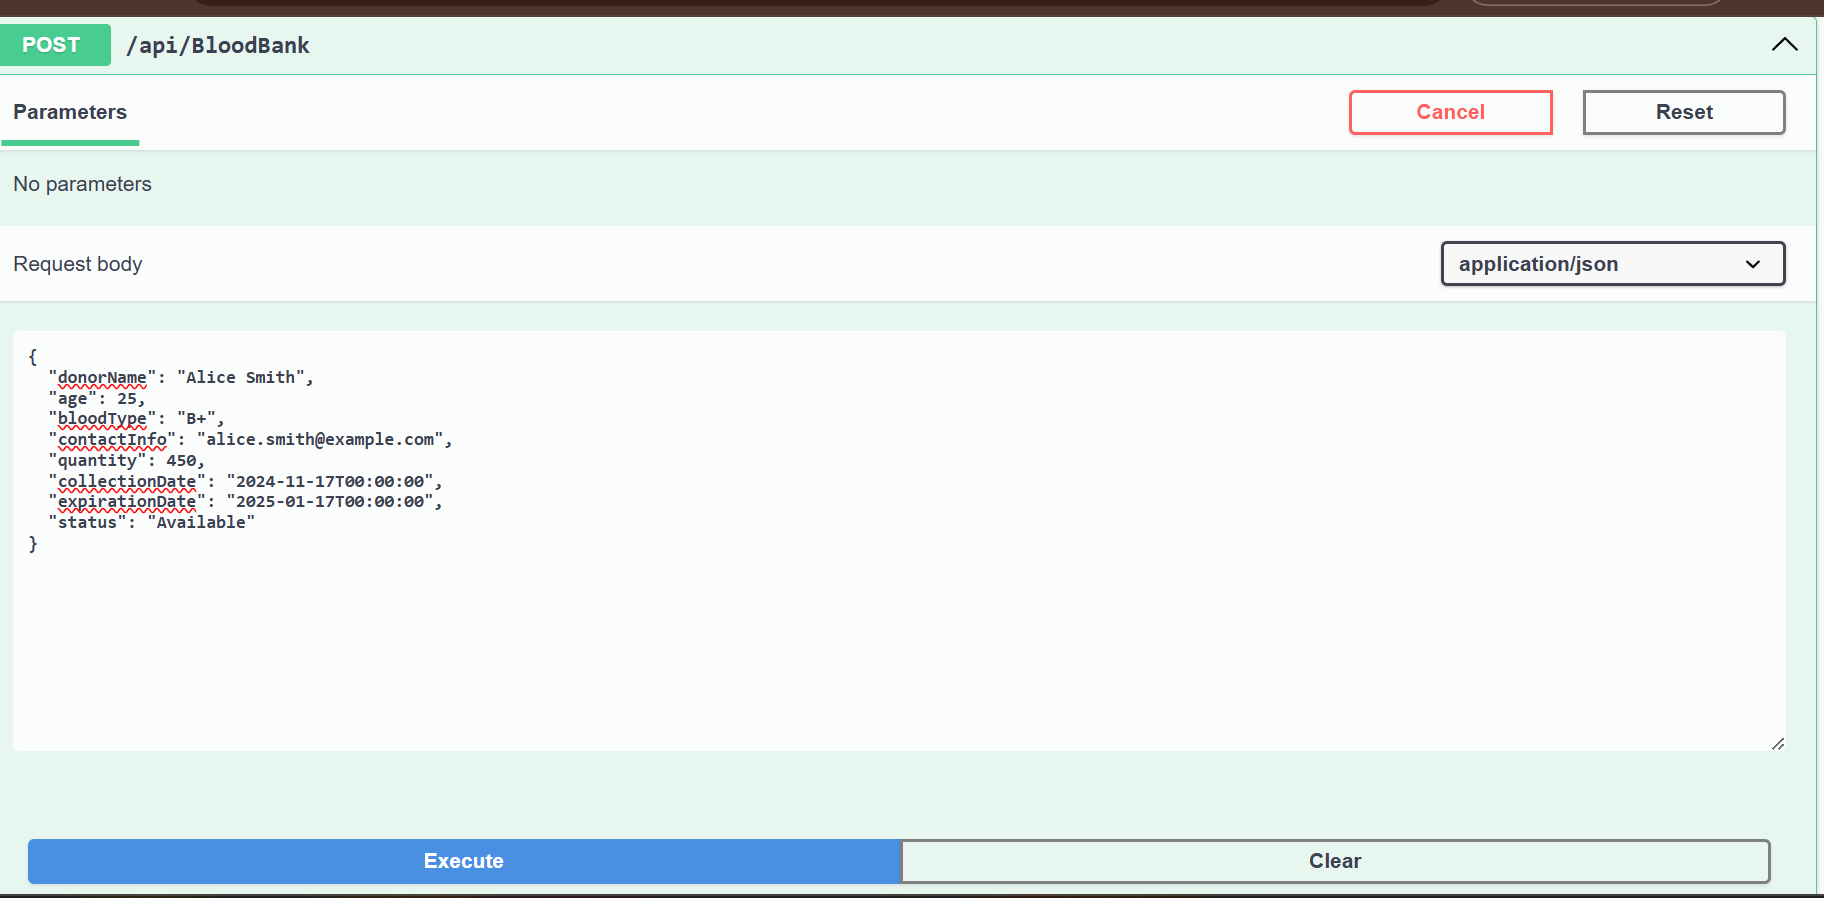 POST /api/BloodBank
Parameters
Cancel
Reset
No parameters
Request body
application/json
{
  "donorName": "Alice Smith",
  "age": 25,
  "bloodType": "B+",
  "contactInfo": "alice.smith@example.com",
  "quantity": 450,
  "collectionDate": "2024-11-17T00:00:00",
  "expirationDate": "2025-01-17T00:00:00",
  "status": "Available"
}
Execute
Clear